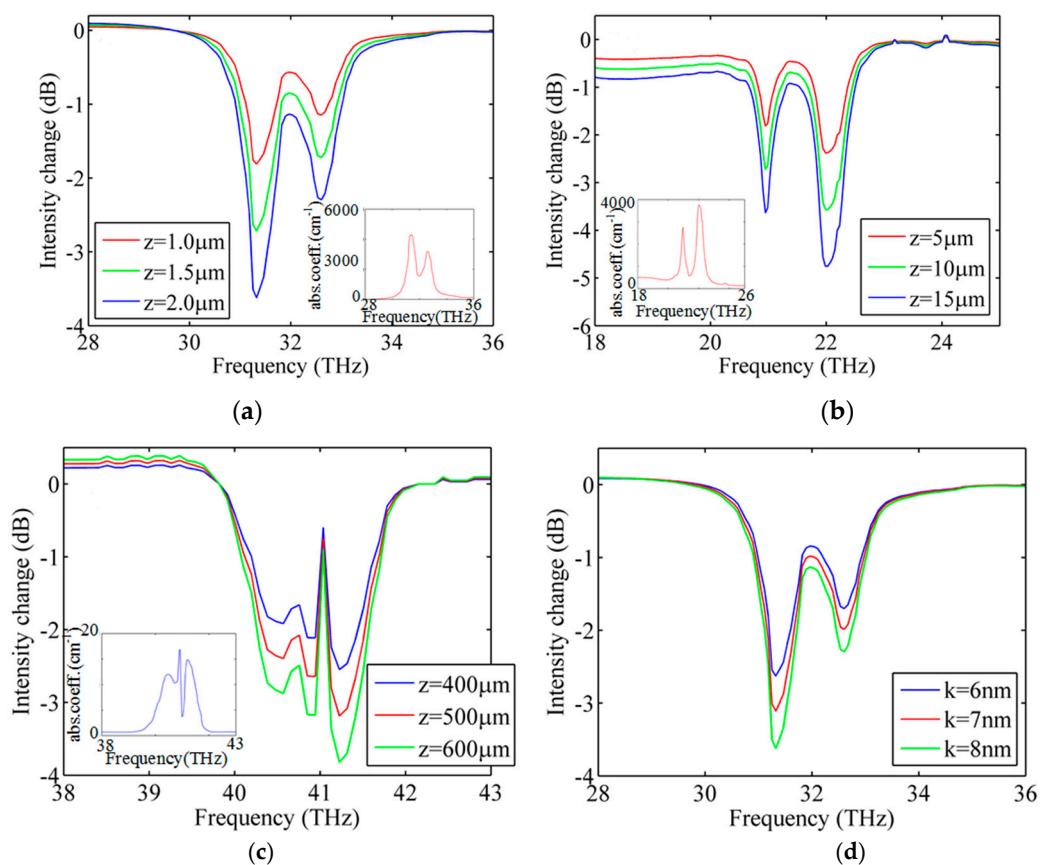 0
-1
-2
-3
-4
Intensity change (dB)
z=1.0μm
z=1.5μm
z=2.0μm
6000
3000
0
abs.coeff.(cm⁻¹)
28
36
Frequency(THz)
28
30
32
34
36
Frequency (THz)
(a)
0
-1
-2
-3
-4
-5
-6
Intensity change (dB)
4000
0
abs.coeff.(cm⁻¹)
18
26
Frequency(THz)
z=5μm
z=10μm
z=15μm
18
20
22
24
Frequency (THz)
(b)
0
-1
-2
-3
-4
Intensity change (dB)
20
0
abs.coeff.(cm⁻¹)
38
43
Frequency(THz)
z=400μm
z=500μm
z=600μm
38
39
40
41
42
43
Frequency (THz)
(c)
0
-1
-2
-3
-4
Intensity change (dB)
k=6nm
k=7nm
k=8nm
28
30
32
34
36
Frequency (THz)
(d)